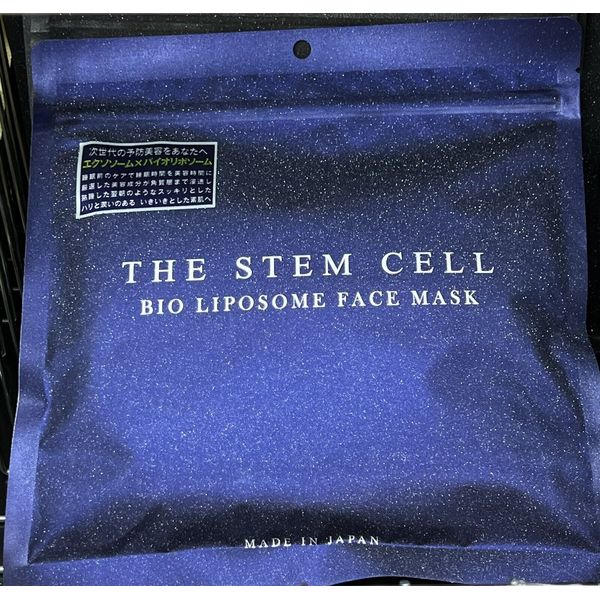 次世代の予防美容をあなたへ
エクソソーム×バイオリポソーム
睡眠前のケアで睡眠時間を美容時間に
厳選した美容成分が角質層まで浸透し
熟睡した翌朝のようなスッキリとした
ハリと潤いのある いきいきとした素肌へ
THE STEM CELL
BIO LIPOSOME FACE MASK
MADE IN JAPAN